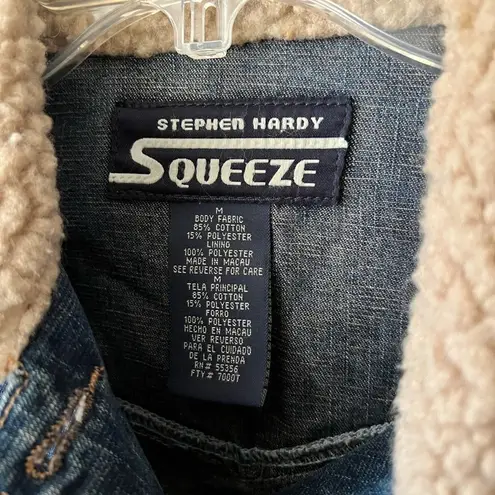 STEPHEN HARDY
SQUEEZE
M
BODY FABRIC
85% COTTON
15% POLYESTER
LINING
100% POLYESTER
MADE IN MACAU
SEE REVERSE FOR CARE
M
TELA PRINCIPAL
85% COTTON
15% POLYESTER
FORRO
100% POLYESTER
HECHO EN MACAU
VER REVERSO
PARA EL CUIDADO
DE LA PRENDA
RN# 55356
FTY# 7000T